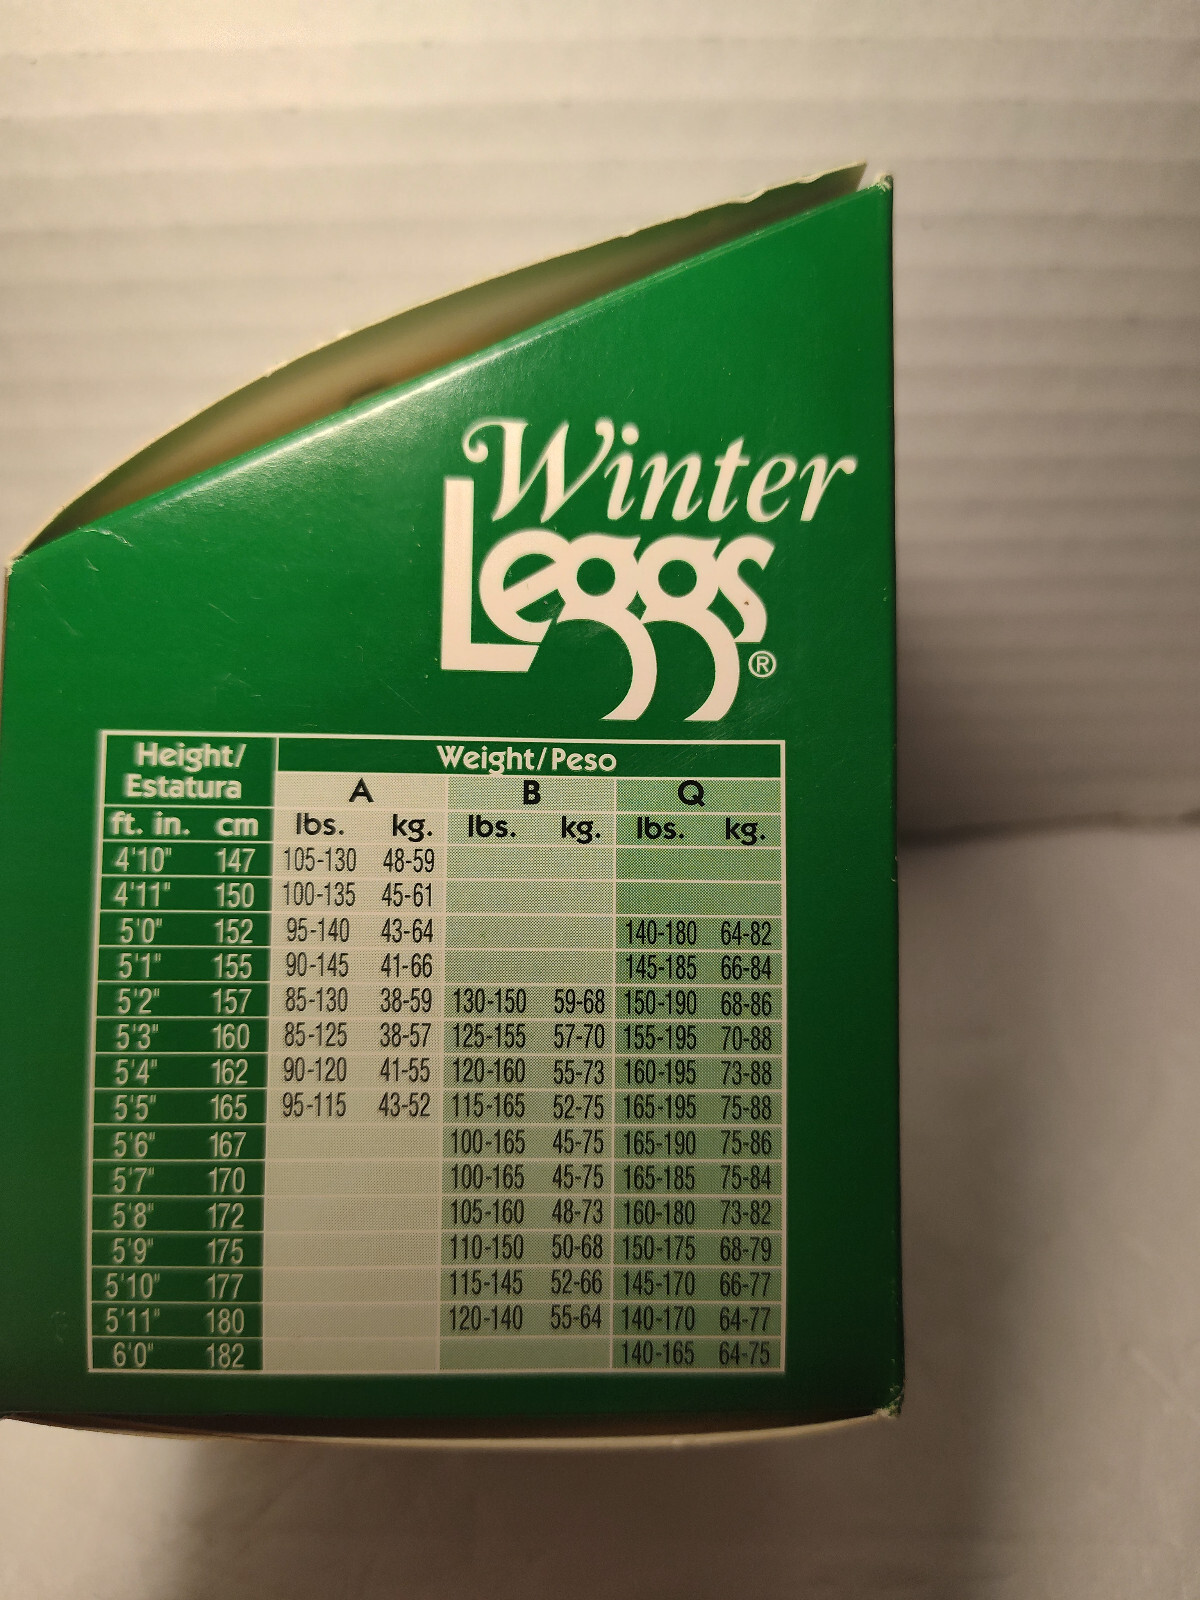 Winter
Leggs®
Height/ Weight/Peso
Estatura A B Q
ft. in. cm lbs. kg. lbs. kg. lbs. kg.
4'10" 147 105-130 48-59
4'11" 150 100-135 45-61
5'0" 152 95-140 43-64 140-180 64-82
5'1" 155 90-145 41-66 145-185 66-84
5'2" 157 85-130 38-59 130-150 59-68 150-190 68-86
5'3" 160 85-125 38-57 125-155 57-70 155-195 70-88
5'4" 162 90-120 41-55 120-160 55-73 160-195 73-88
5'5" 165 95-115 43-52 115-165 52-75 165-195 75-88
5'6" 167 100-165 45-75 165-190 75-86
5'7" 170 100-165 45-75 165-185 75-84
5'8" 172 105-160 48-73 160-180 73-82
5'9" 175 110-150 50-68 150-175 68-79
5'10" 177 115-145 52-66 145-170 66-77
5'11" 180 120-140 55-64 140-170 64-77
6'0" 182 140-165 64-75